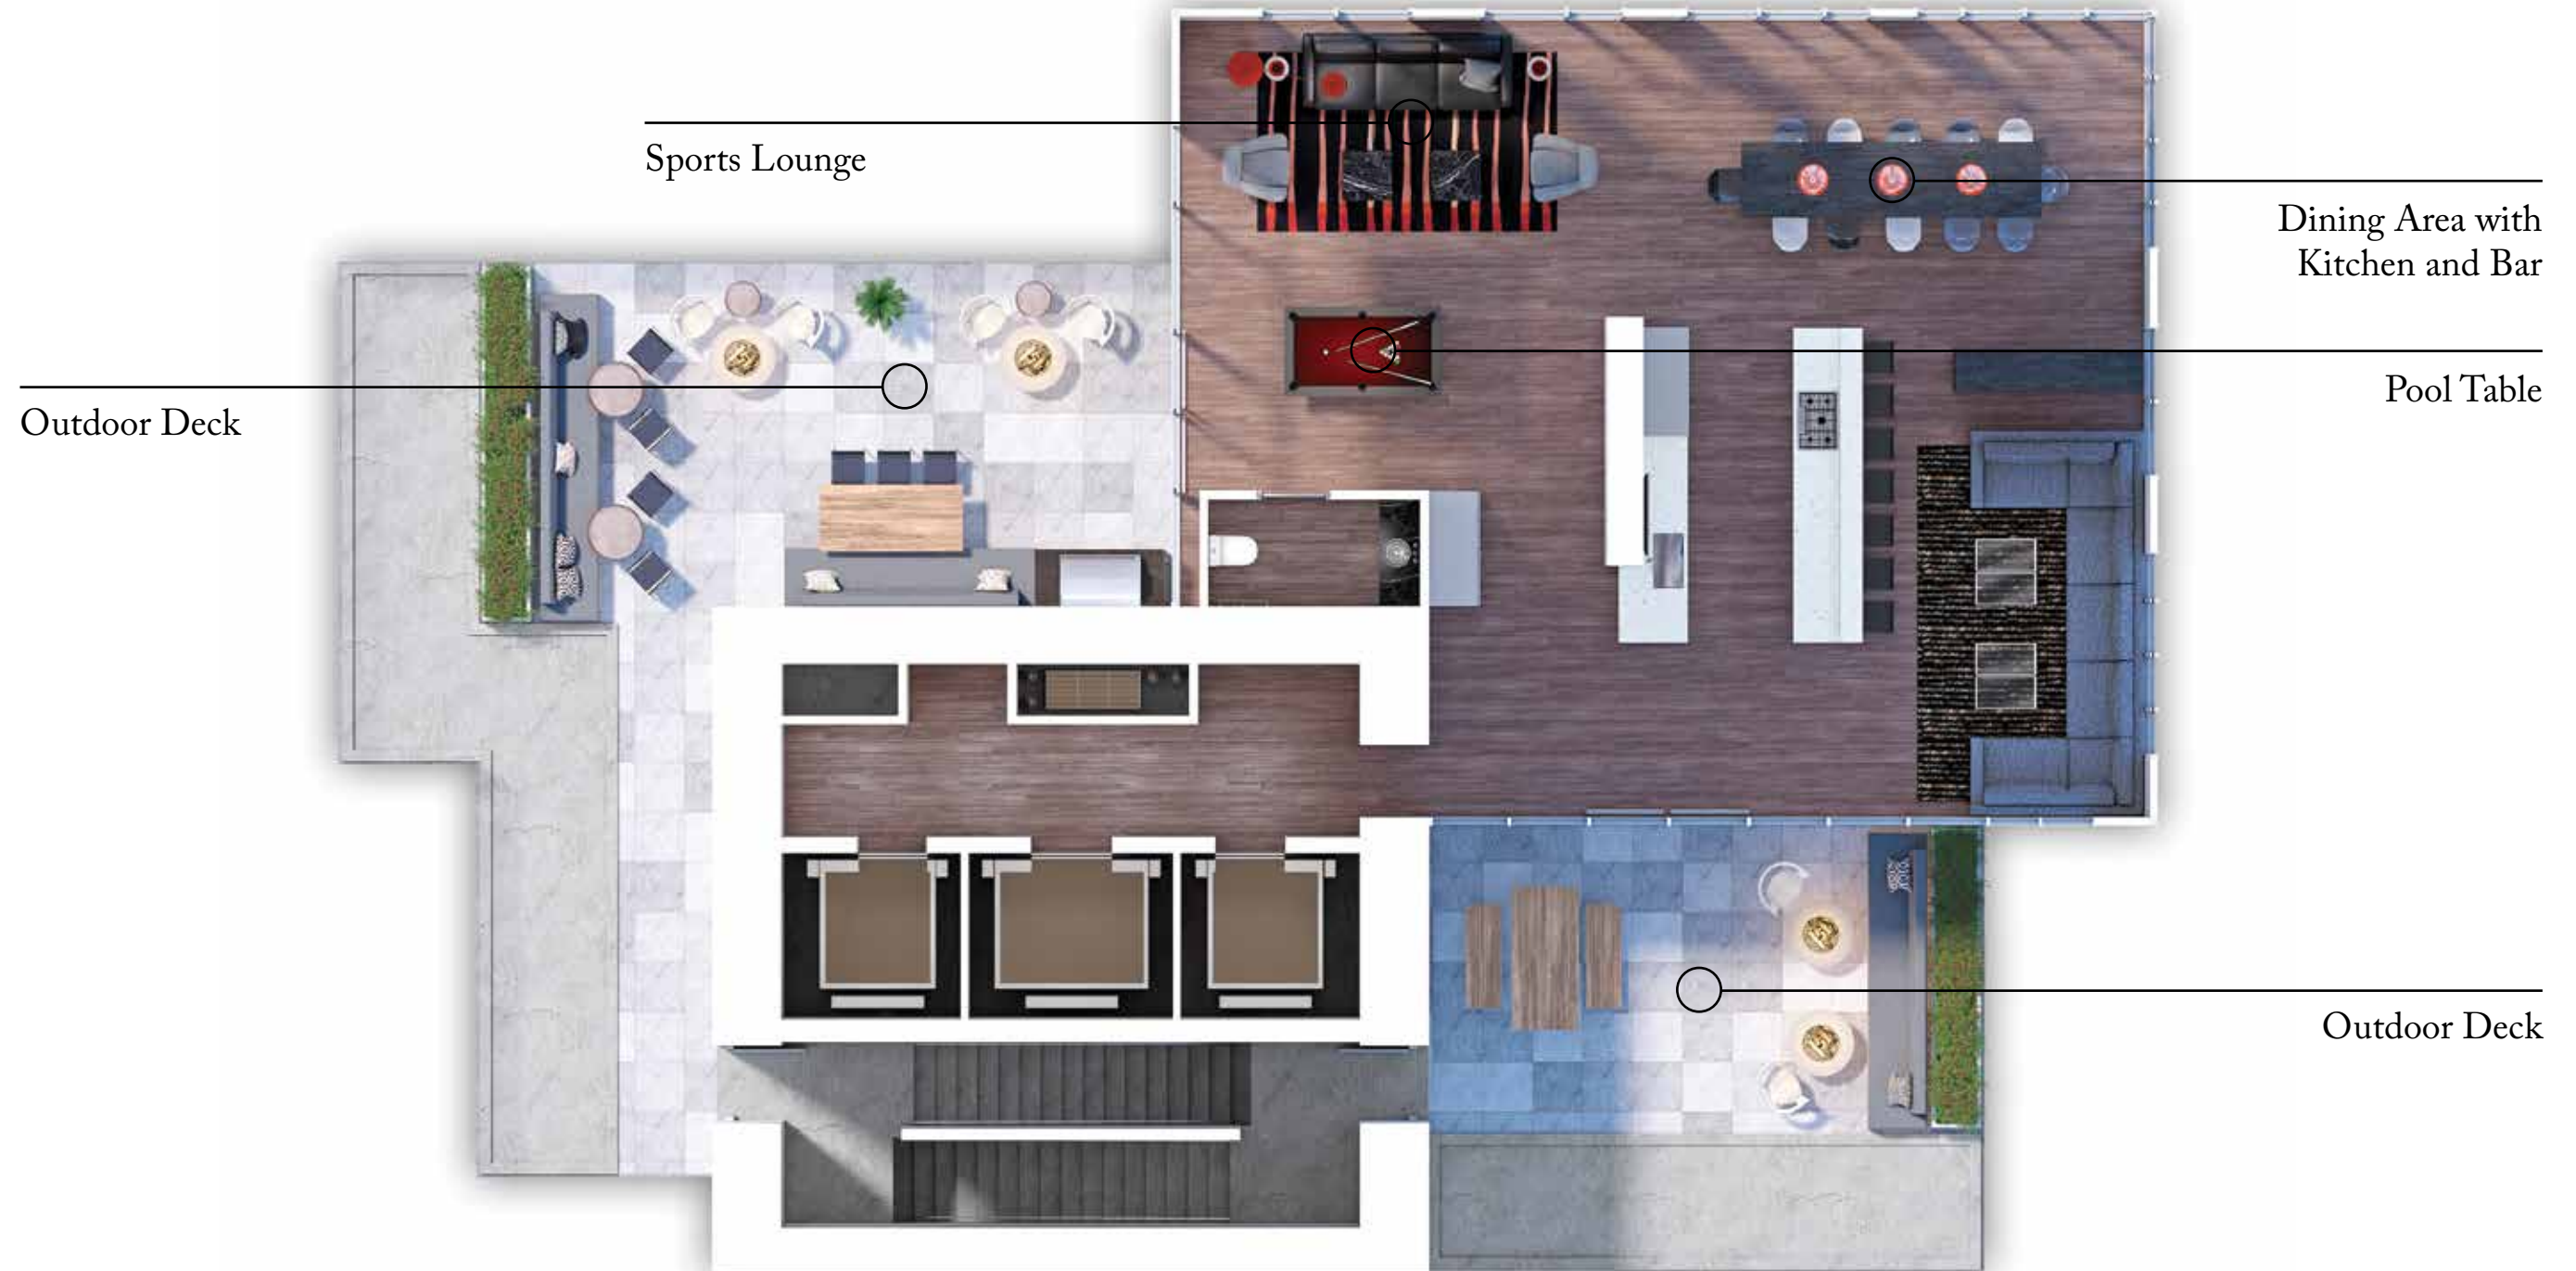 Sports Lounge
Dining Area with
Kitchen and Bar
Pool Table
Outdoor Deck
Outdoor Deck